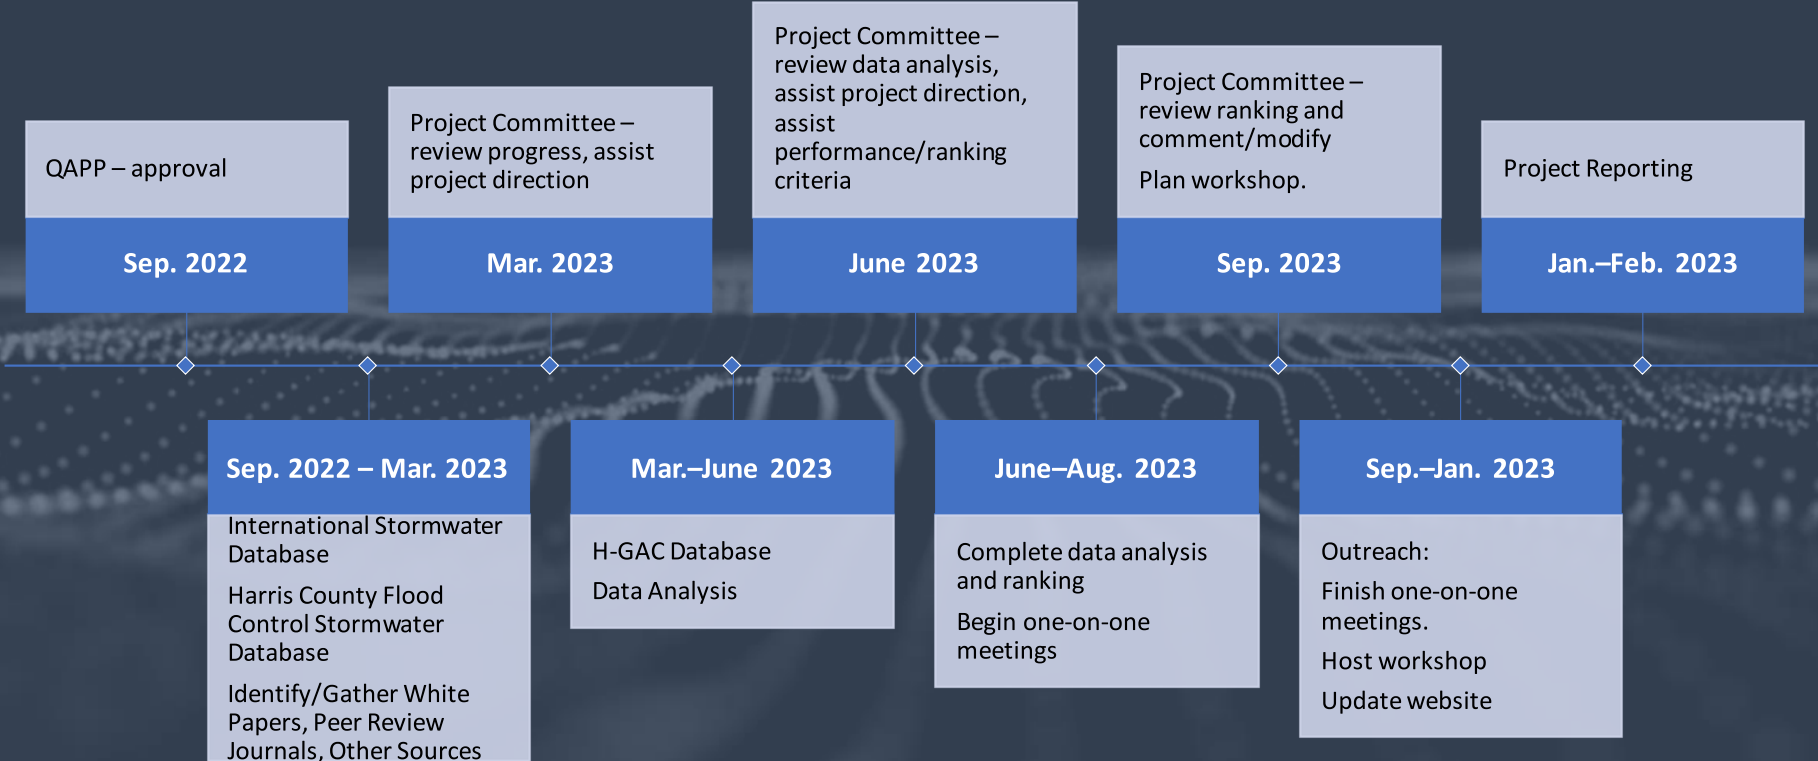 QAPP – approval
Sep. 2022
Project Committee –
review progress, assist
project direction
Mar. 2023
Project Committee –
review data analysis,
assist project direction,
assist
performance/ranking
criteria
June 2023
Project Committee –
review ranking and
comment/modify
Plan workshop.
Sep. 2023
Project Reporting
Jan.–Feb. 2023
Sep. 2022 – Mar. 2023
International Stormwater
Database
Harris County Flood
Control Stormwater
Database
Identify/Gather White
Papers, Peer Review
Journals, Other Sources
Mar.–June 2023
H-GAC Database
Data Analysis
June–Aug. 2023
Complete data analysis
and ranking
Begin one-on-one
meetings
Sep.–Jan. 2023
Outreach:
Finish one-on-one
meetings.
Host workshop
Update website